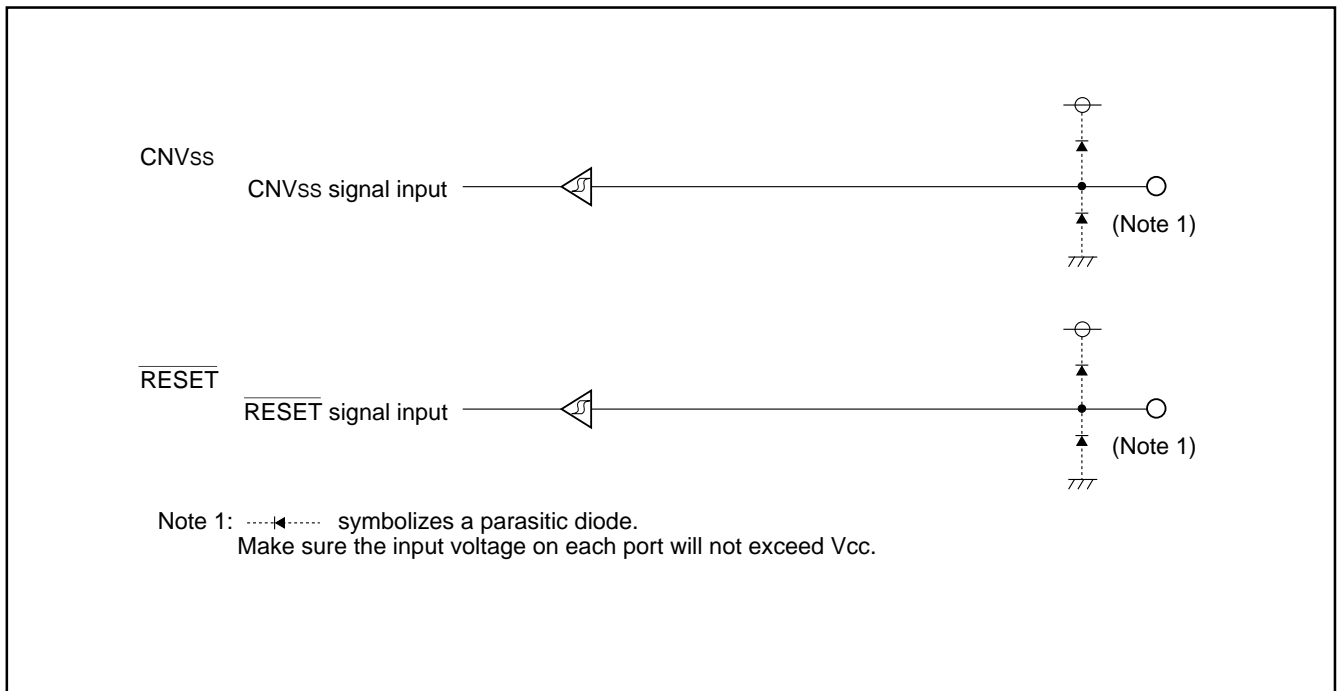 CNVss
CNVss signal input
(Note 1)
RESET
RESET signal input
(Note 1)
Note 1: symbolizes a parasitic diode.
Make sure the input voltage on each port will not exceed Vcc.